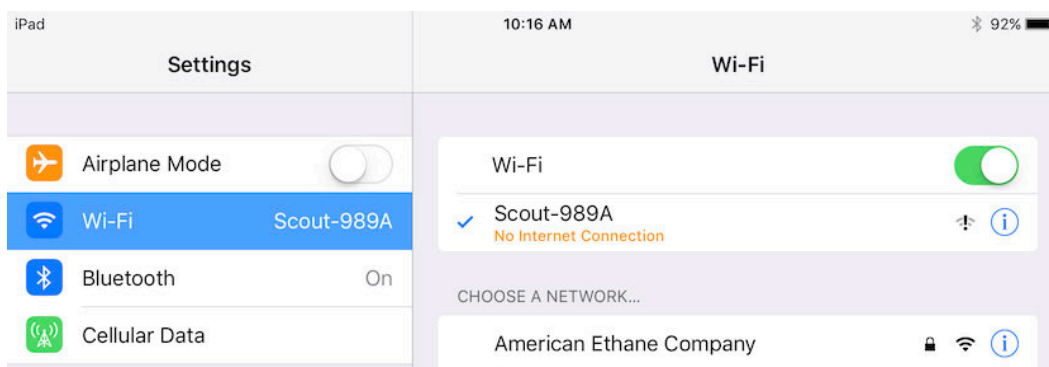 iPad 10:16 AM 92%
Settings Wi-Fi
Airplane Mode Wi-Fi
Wi-Fi Scout-989A Scout-989A
No Internet Connection
Bluetooth On
CHOOSE A NETWORK...
Cellular Data American Ethane Company